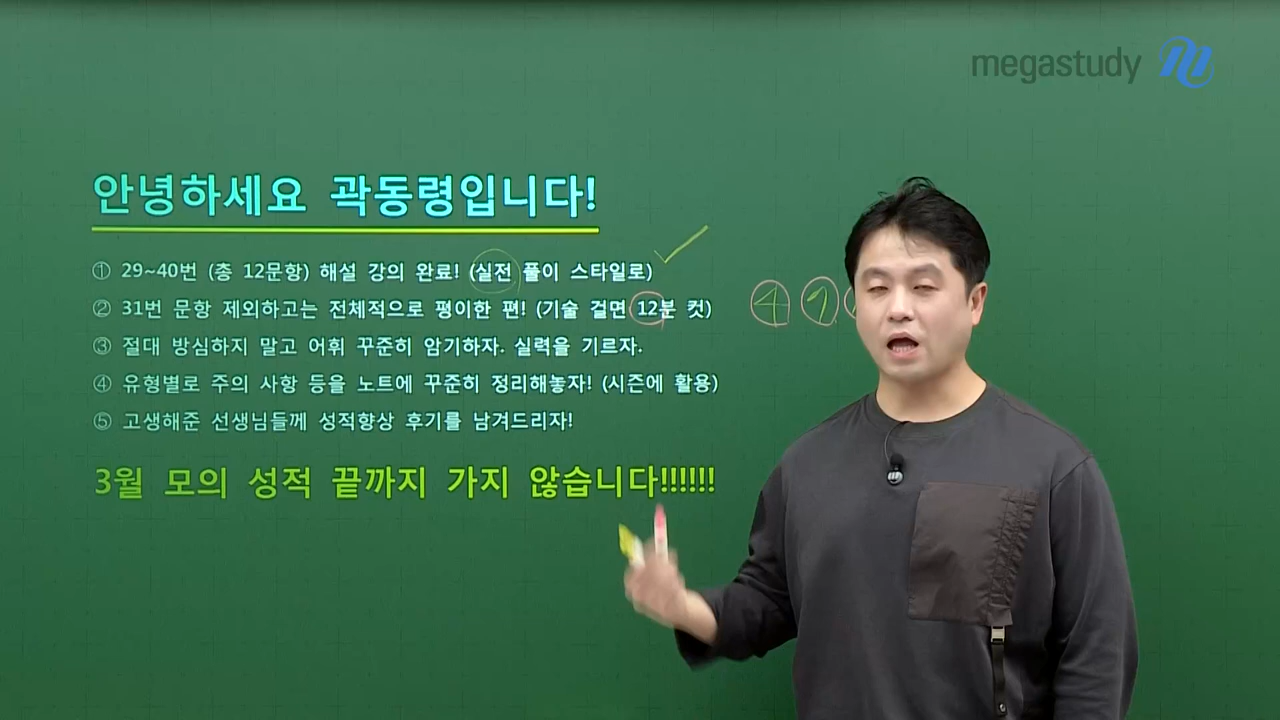 megastudy
안녕하세요 곽동령입니다!
① 29~40번 (총 12문항) 해설 강의 완료! (실전 풀이 스타일로)
② 31번 문항 제외하고는 전체적으로 평이한 편! (기술 걸면 12분 컷)
③ 절대 방심하지 말고 어휘 꾸준히 암기하자. 실력을 기르자.
④ 유형별로 주의 사항 등을 노트에 꾸준히 정리해놓자! (시즌에 활용)
⑤ 고생해준 선생님들께 성적향상 후기를 남겨드리자!
3월 모의 성적 끝까지 가지 않습니다!!!!!!